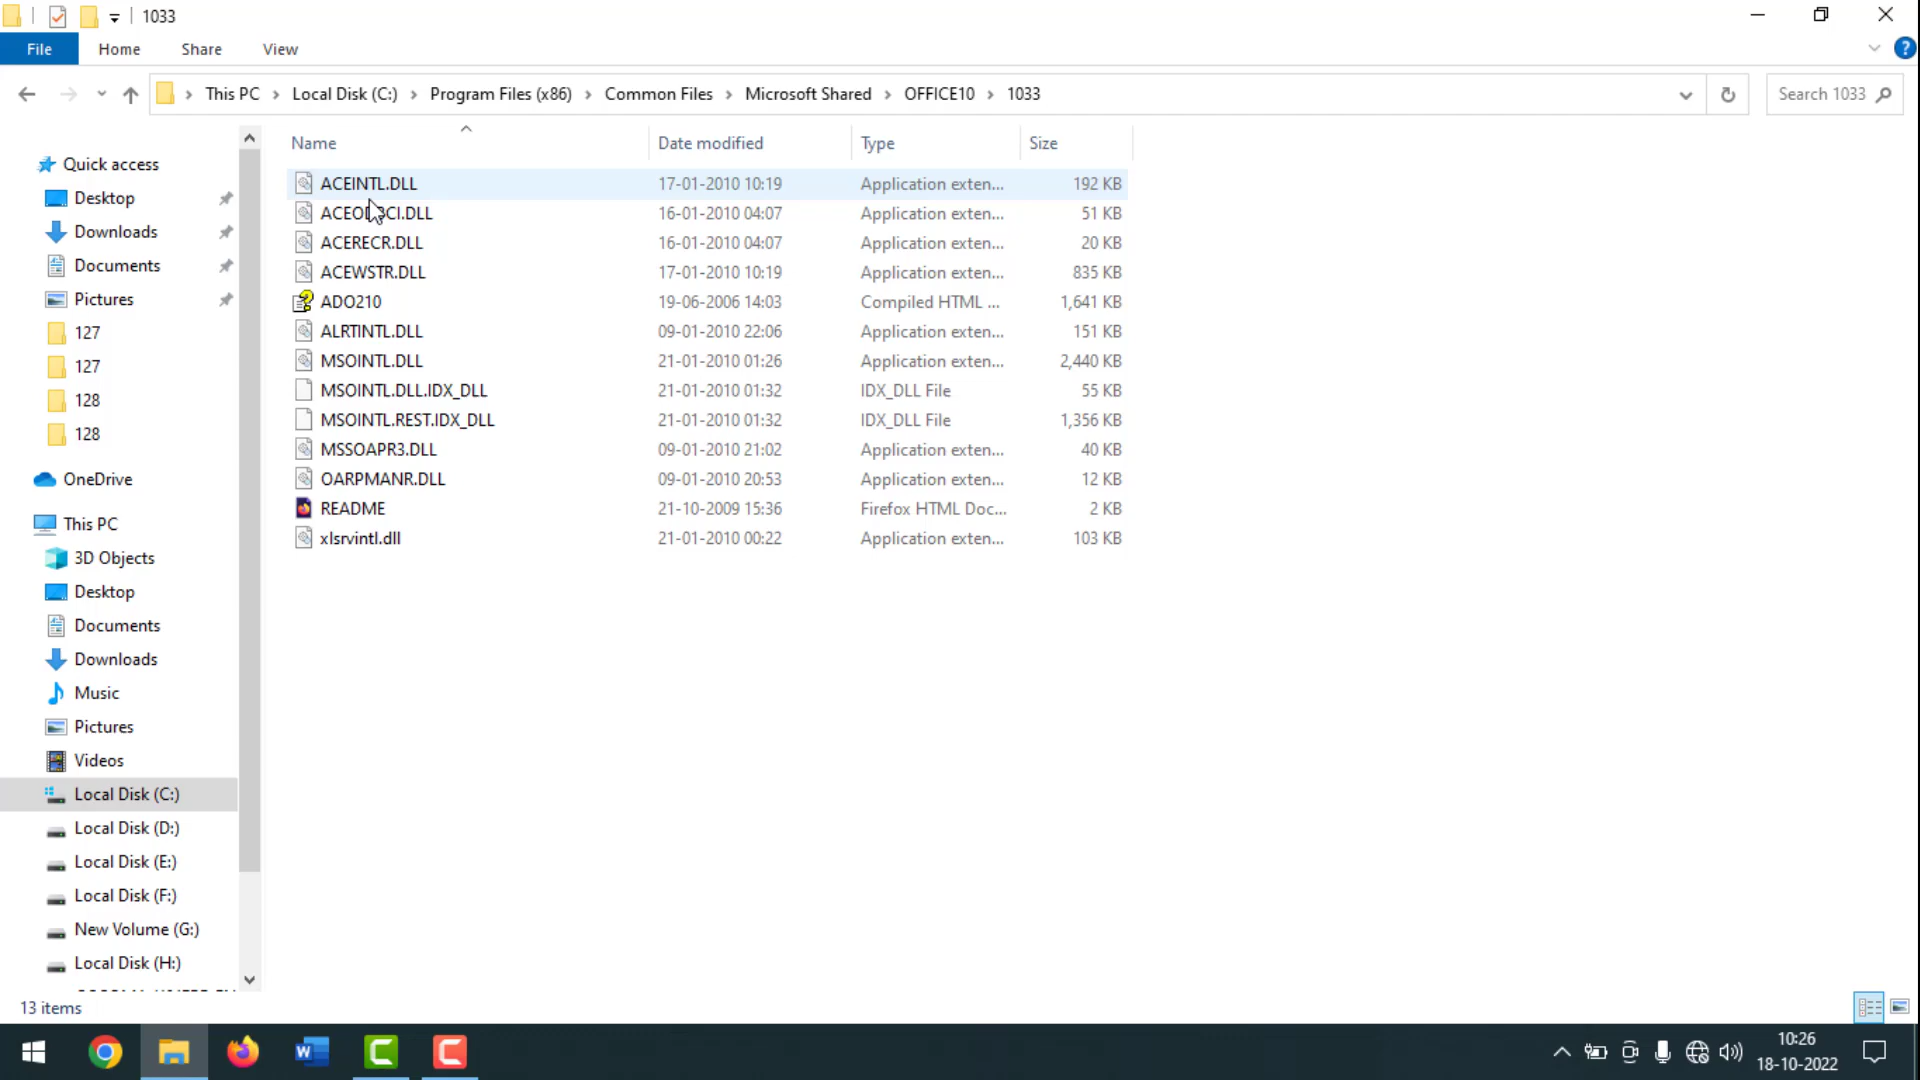 1033
File Home Share View
This PC Local Disk (C:) Program Files (x86) Common Files Microsoft Shared OFFICE10 1033
Search 1033
Name Date modified Type Size
Quick access
Desktop
Downloads
Documents
Pictures
127
127
128
128
OneDrive
This PC
3D Objects
Desktop
Documents
Downloads
Music
Pictures
Videos
Local Disk (C:)
Local Disk (D:)
Local Disk (E:)
Local Disk (F:)
New Volume (G:)
Local Disk (H:)
ACEINTL.DLL 17-01-2010 10:19 Application exten... 192 KB
16-01-2010 04:07 Application exten... 51 KB
ACERECR.DLL 16-01-2010 04:07 Application exten... 20 KB
ACEWSTR.DLL 17-01-2010 10:19 Application exten... 835 KB
ADO210 19-06-2006 14:03 Compiled HTML ... 1,641 KB
ALRTINTL.DLL 09-01-2010 22:06 Application exten... 151 KB
MSOINTL.DLL 21-01-2010 01:26 Application exten... 2,440 KB
MSOINTL.DLL.IDX_DLL 21-01-2010 01:32 IDX_DLL File 55 KB
MSOINTL.REST.IDX_DLL 21-01-2010 01:32 IDX_DLL File 1,356 KB
MSSOAPR3.DLL 09-01-2010 21:02 Application exten... 40 KB
OARPMANR.DLL 09-01-2010 20:53 Application exten... 12 KB
README 21-10-2009 15:36 Firefox HTML Doc... 2 KB
xlsrvintl.dll 21-01-2010 00:22 Application exten... 103 KB
13 items
10:26
18-10-2022